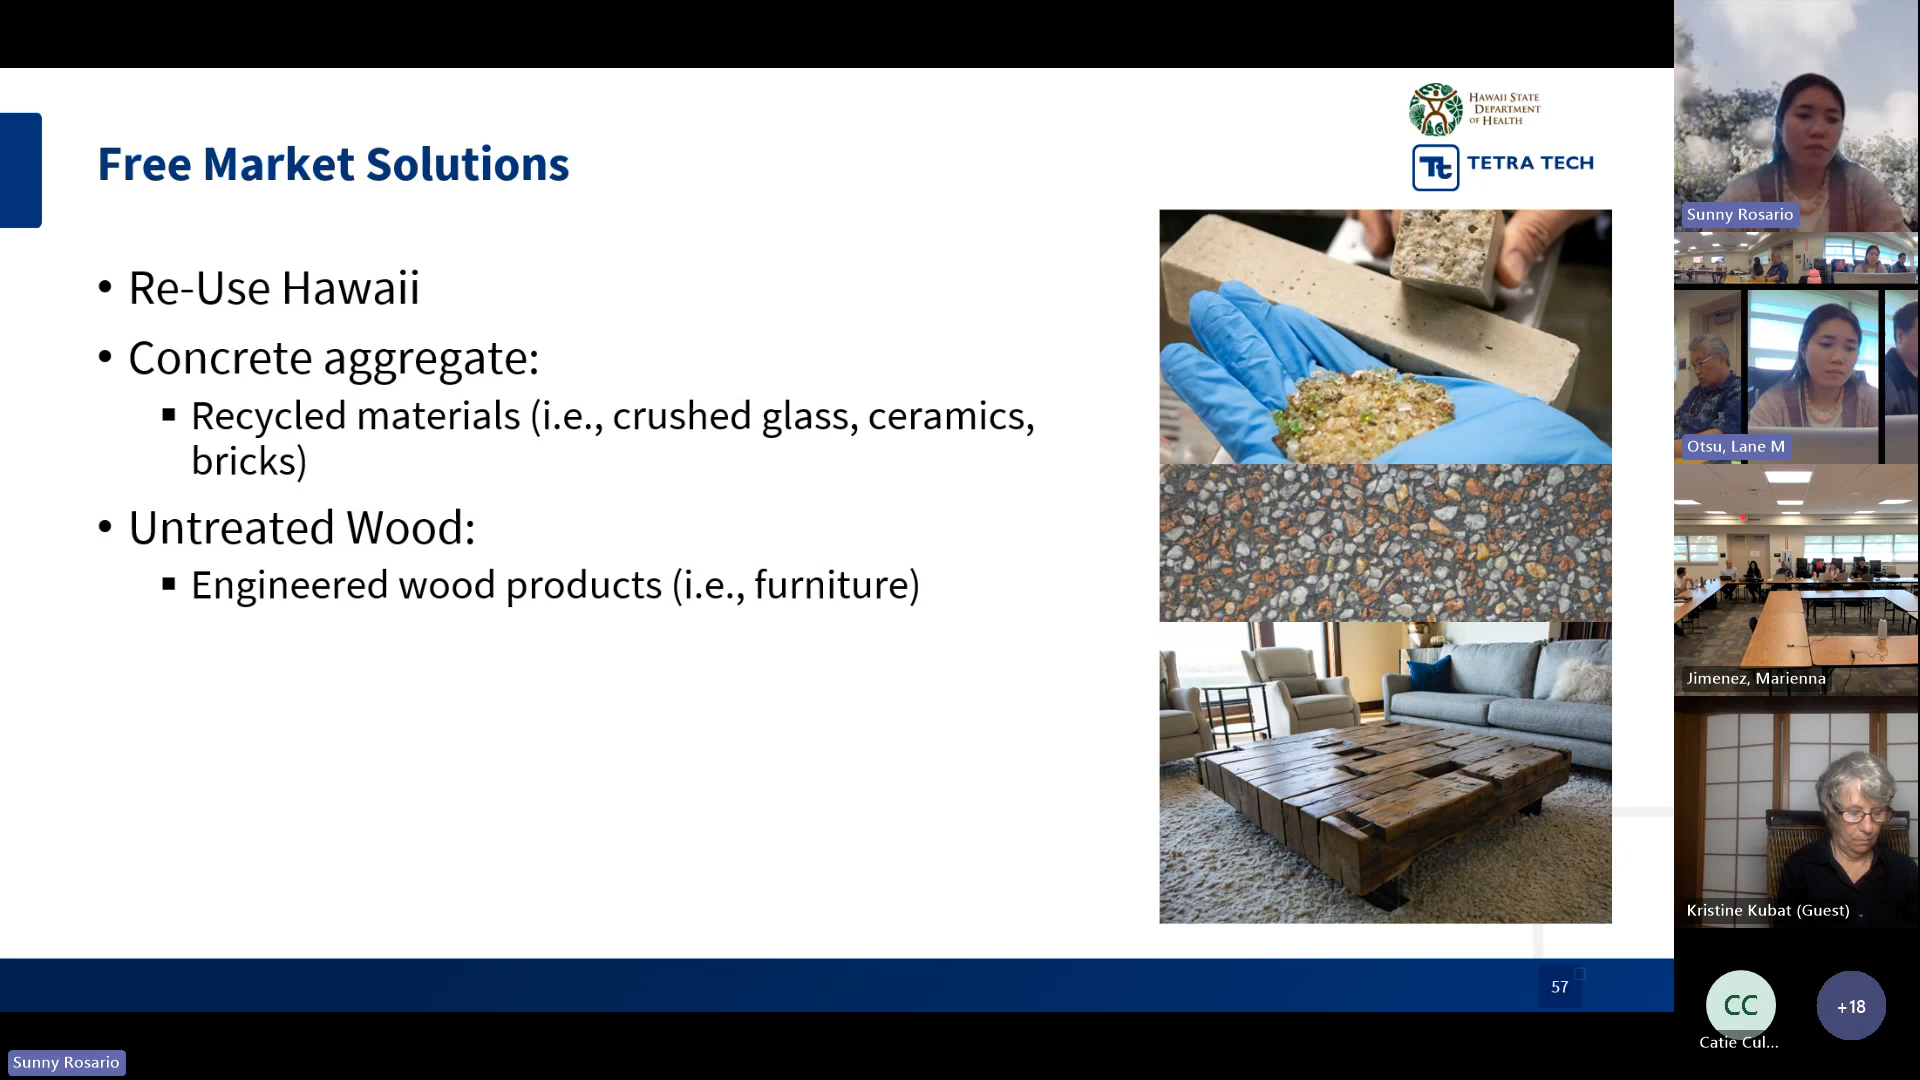 Free Market Solutions
HAWAII STATE
DEPARTMENT
OF HEALTH
Tt TETRA TECH
• Re-Use Hawaii
• Concrete aggregate:
▪ Recycled materials (i.e., crushed glass, ceramics,
bricks)
• Untreated Wood:
▪ Engineered wood products (i.e., furniture)
57
Sunny Rosario
Sunny Rosario
Otsu, Lane M
Jimenez, Marienna
Kristine Kubat (Guest)
CC
Catie Cul...
+18